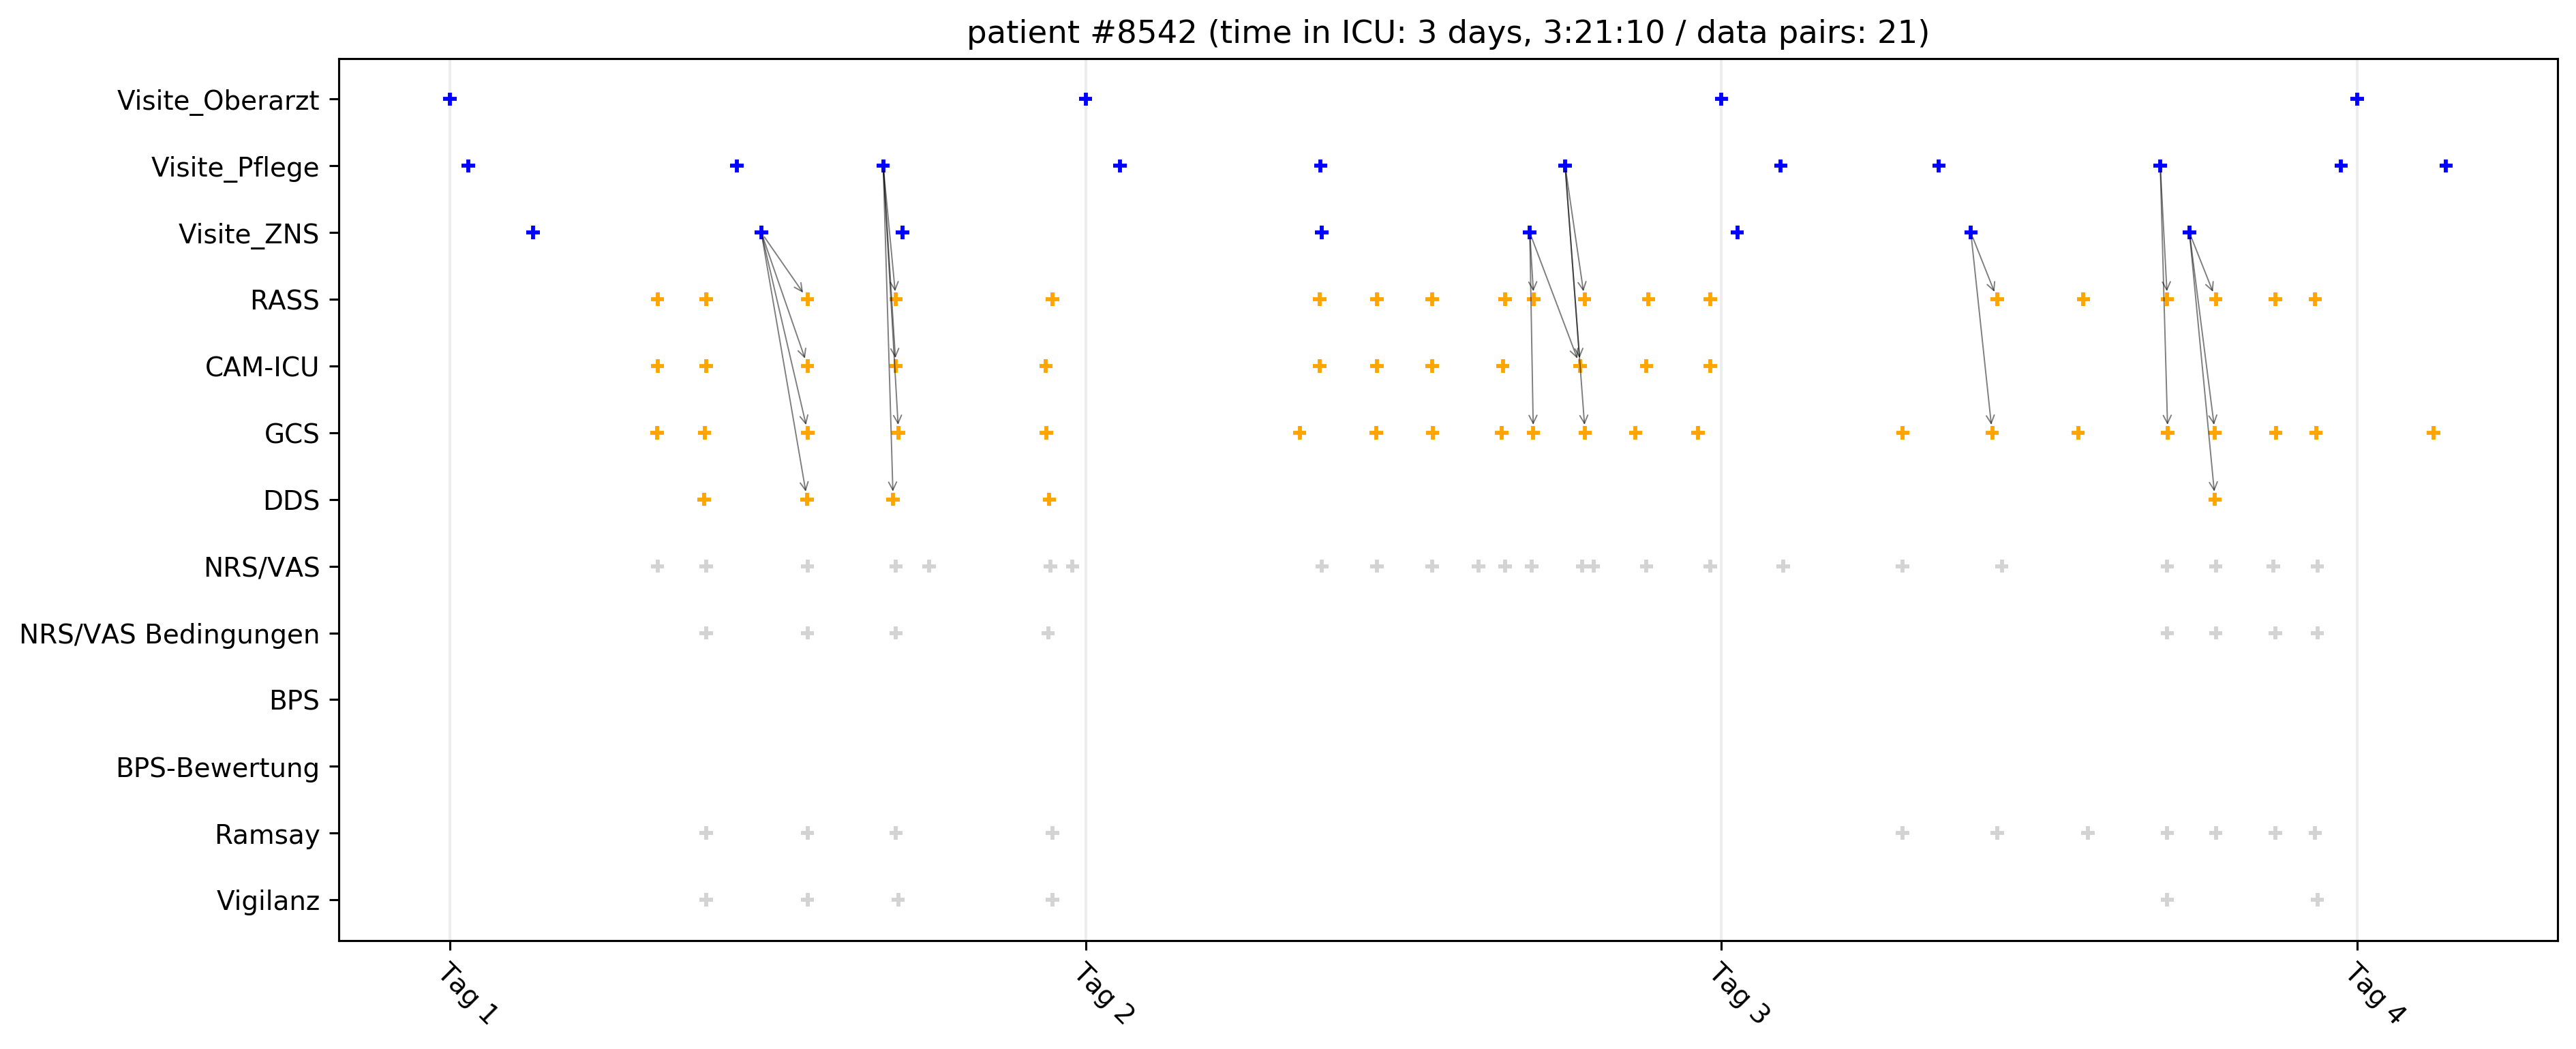 patient #8542 (time in ICU: 3 days, 3:21:10 / data pairs: 21)
Visite_Oberarzt
Visite_Pflege
Visite_ZNS
RASS
CAM-ICU
GCS
DDS
NRS/VAS
NRS/VAS Bedingungen
BPS
BPS-Bewertung
Ramsay
Vigilanz
Tag 1
Tag 2
Tag 3
Tag 4